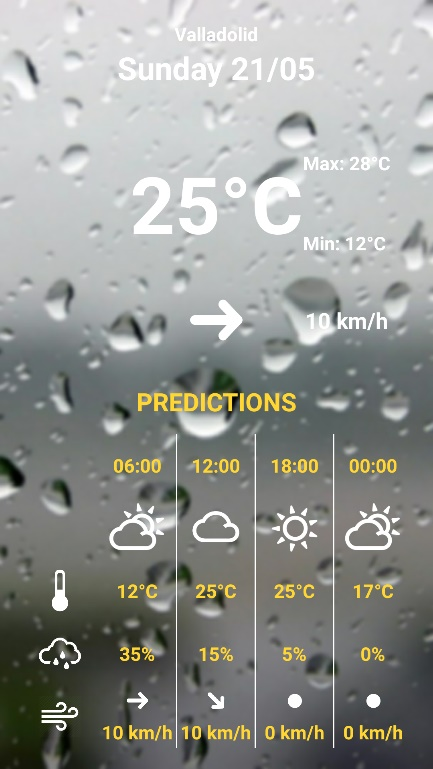 Valladolid
Sunday 21/05
Max: 28°C
25°C
Min: 12°C
10 km/h
PREDICTIONS
06:00 12:00 18:00 00:00
12°C 25°C 25°C 17°C
35% 15% 5% 0%
10 km/h 10 km/h 0 km/h 0 km/h